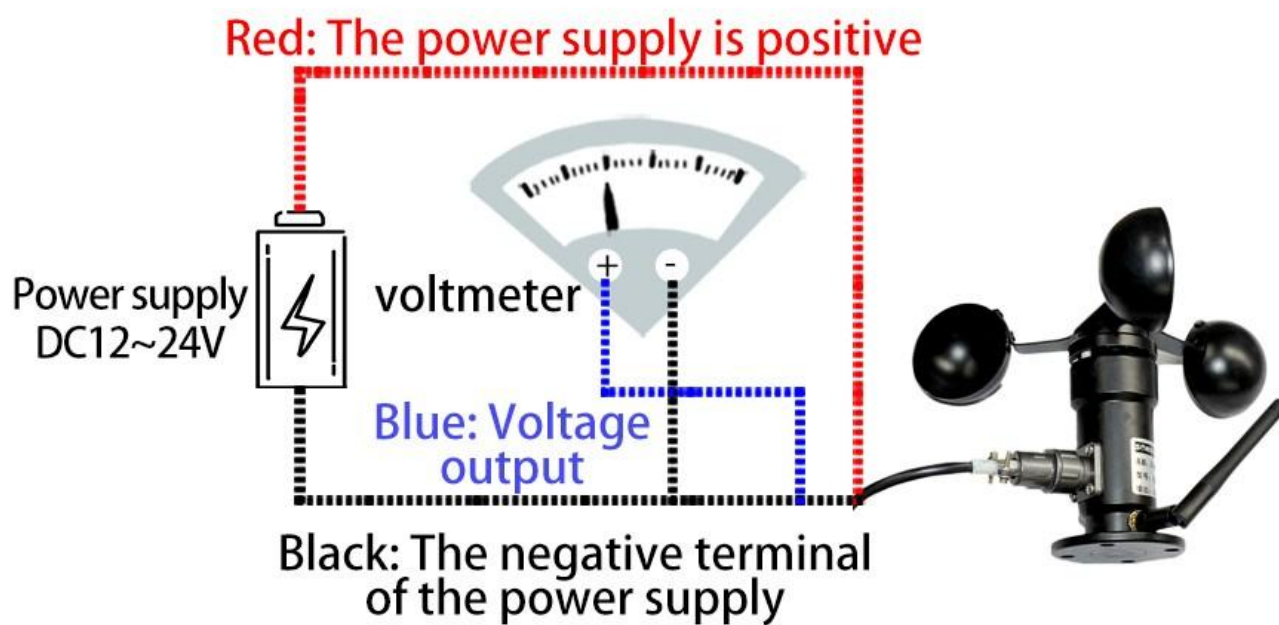 Red: The power supply is positive
+ -
Power supply
DC12~24V
voltmeter
Blue: Voltage
output
Black: The negative terminal
of the power supply